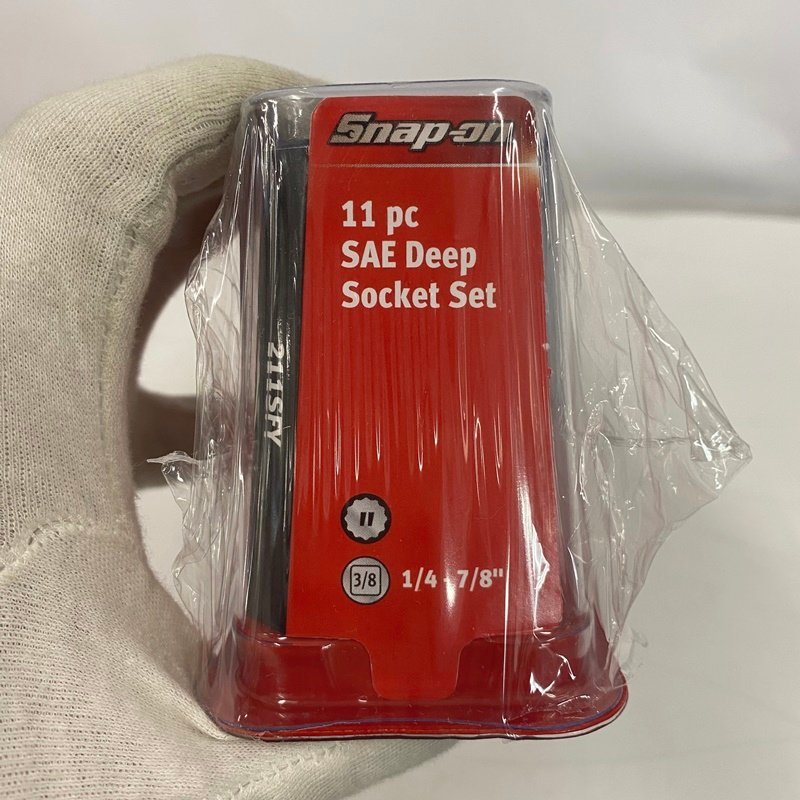 Snap-on
11 pc
SAE Deep
Socket Set
211SFY
"
3/8 1/4 - 7/8"